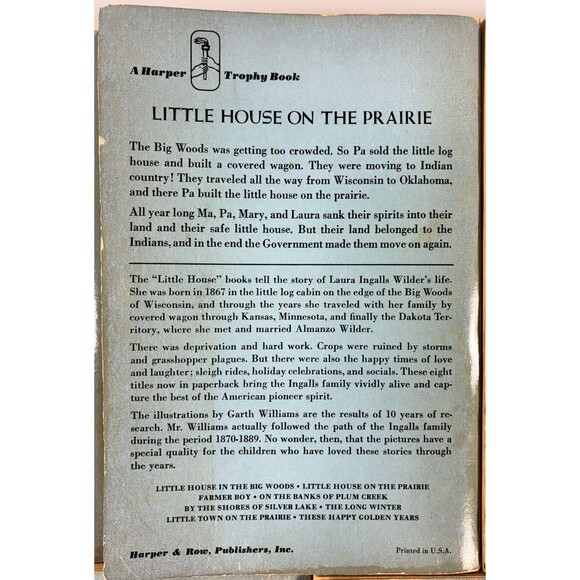 A Harper Trophy Book
LITTLE HOUSE ON THE PRAIRIE
The Big Woods was getting too crowded. So Pa sold the little log
house and built a covered wagon. They were moving to Indian
country! They traveled all the way from Wisconsin to Oklahoma,
and there Pa built the little house on the prairie.
All year long Ma, Pa, Mary, and Laura sank their spirits into their
land and their safe little house. But their land belonged to the
Indians, and in the end the Government made them move on again.
The "Little House" books tell the story of Laura Ingalls Wilder's life.
She was born in 1867 in the little log cabin on the edge of the Big Woods
of Wisconsin, and through the years she traveled with her family by
covered wagon through Kansas, Minnesota, and finally the Dakota Ter-
ritory, where she met and married Almanzo Wilder.
There was deprivation and hard work. Crops were ruined by storms
and grasshopper plagues. But there were also the happy times of love
and laughter; sleigh rides, holiday celebrations, and socials. These eight
titles now in paperback bring the Ingalls family vividly alive and cap-
ture the best of the American pioneer spirit.
The illustrations by Garth Williams are the results of 10 years of re-
search. Mr. Williams actually followed the path of the Ingalls family
during the period 1870-1889. No wonder, then, that the pictures have a
special quality for the children who have loved these stories through
the years.
LITTLE HOUSE IN THE BIG WOODS • LITTLE HOUSE ON THE PRAIRIE
FARMER BOY • ON THE BANKS OF PLUM CREEK
BY THE SHORES OF SILVER LAKE • THE LONG WINTER
LITTLE TOWN ON THE PRAIRIE • THESE HAPPY GOLDEN YEARS
Harper & Row, Publishers, Inc.
Printed in U.S.A.